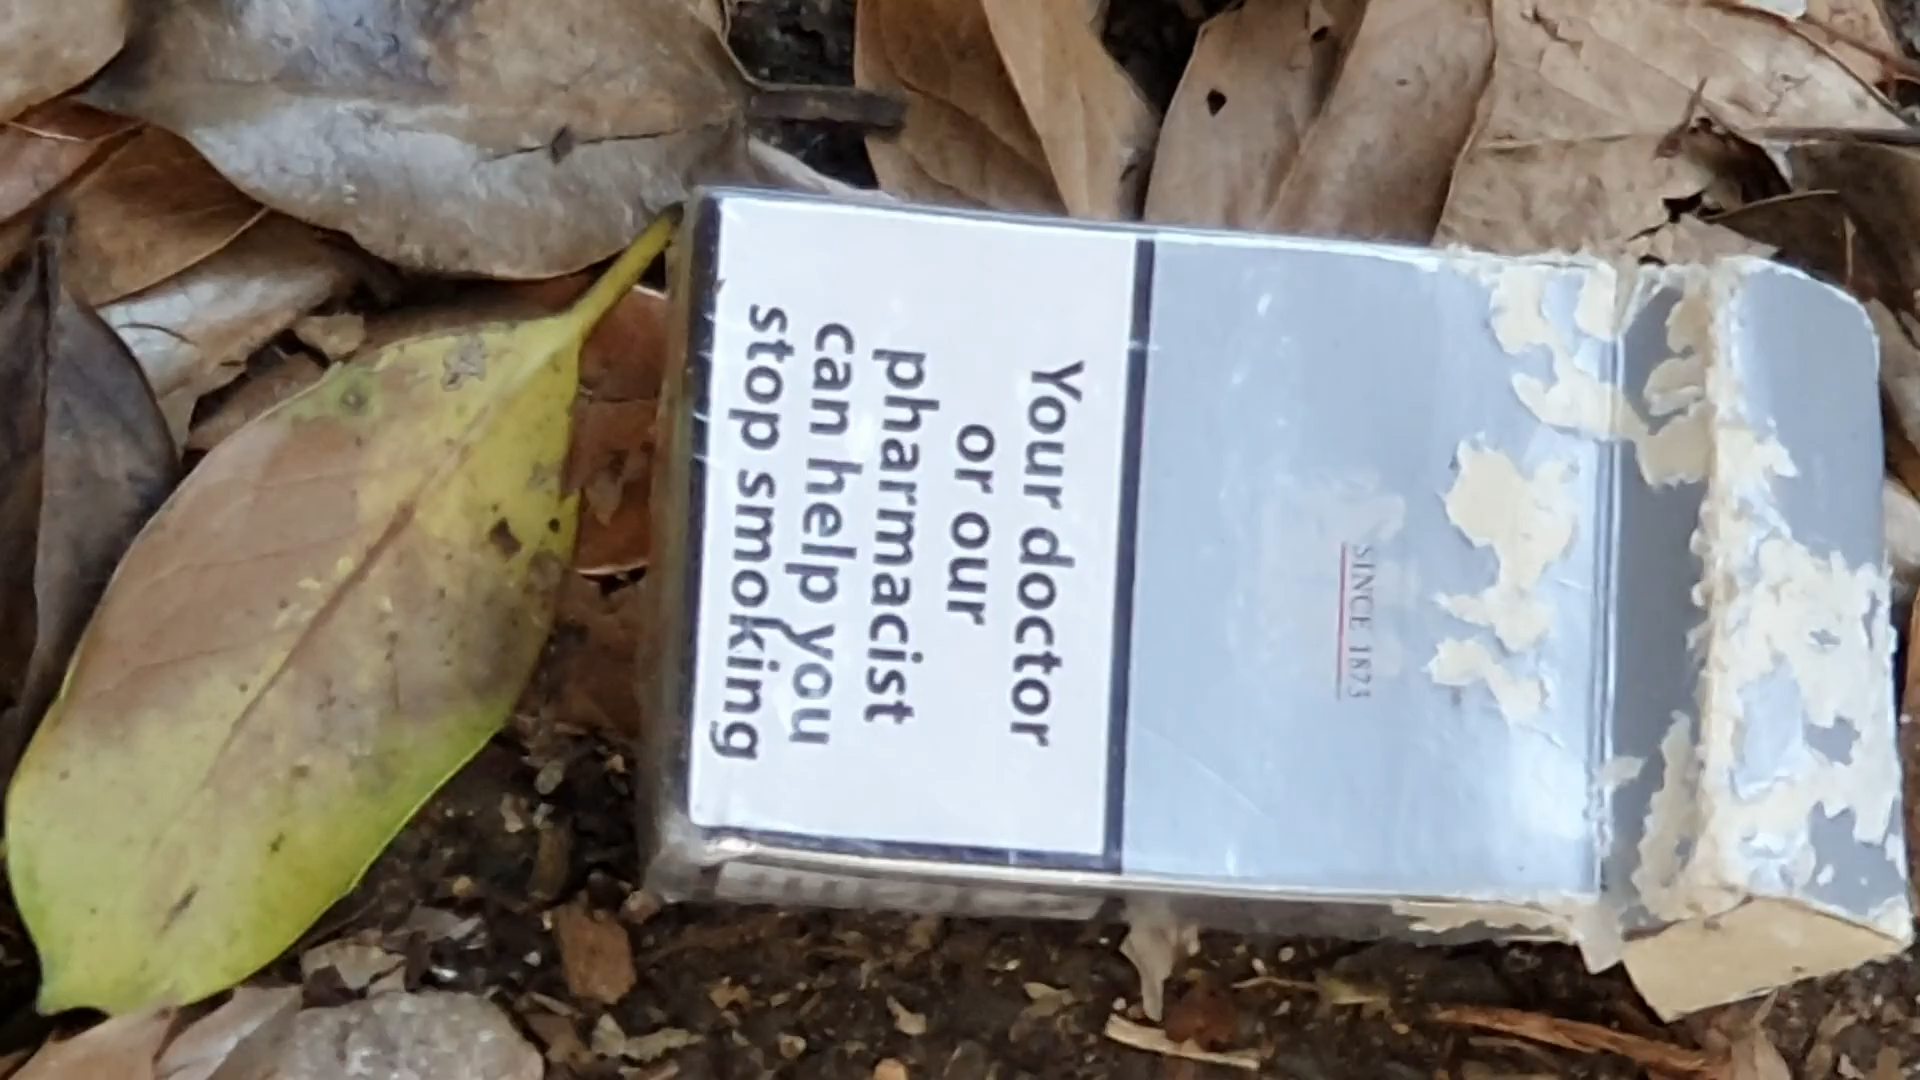 Your doctor
or our
pharmacist
can help you
stop smoking
SINCE 1873